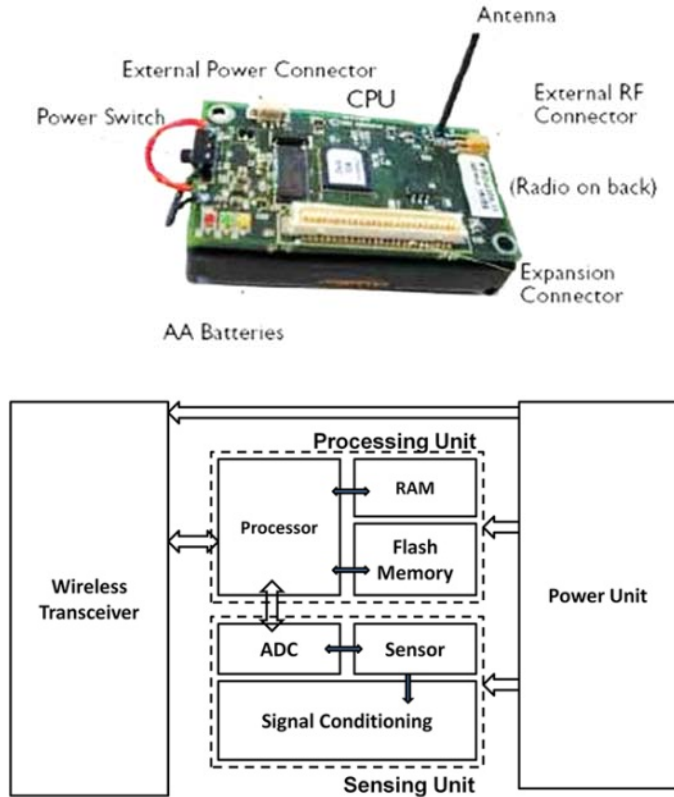 Antenna
External Power Connector
CPU
External RF
Connector
Power Switch
(Radio on back)
Expansion
Connector
AA Batteries
Processing Unit
RAM
Processor
Flash
Memory
Wireless
Transceiver
Power Unit
ADC
Sensor
Signal Conditioning
Sensing Unit